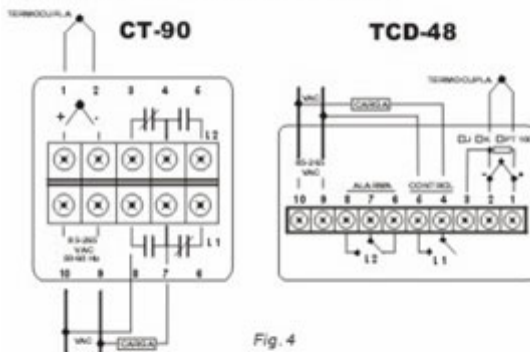 TERMOCUPLA
CT-90
1 2 3 4 5
+ -
L2
85-265
VAC
50-60 Hz
L1
10 9 8 7 6
VAC
CARGA
TCD-48
TERMOCUPLA
VAC
CARGA
J K PT 100
85-265
VAC
ALARMA
CONTROL
- +
10 9 8 7 6 5 4 3 2 1
L2
L1
Fig. 4